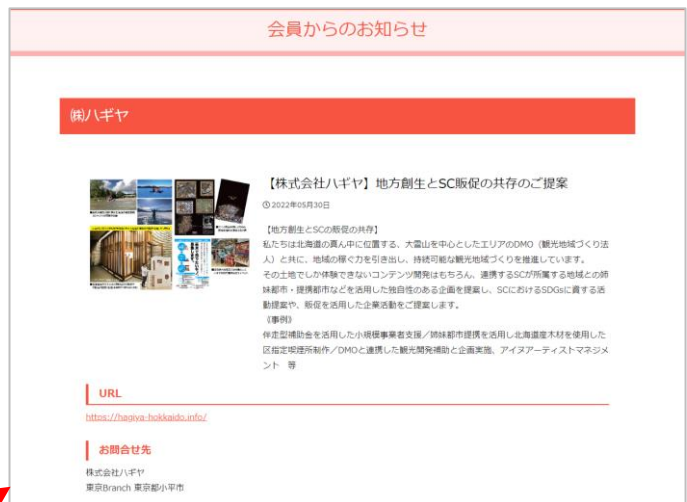 会員からのお知らせ
㈱ハギヤ
【株式会社ハギヤ】地方創生とSC販促の共存のご提案
2022年05月30日
【地方創生とSCの販促の共存】
私たちは北海道の真ん中に位置する、大雪山を中心としたエリアのDMO（観光地域づくり法
人）と共に、地域の稼ぐ力を引き出し、持続可能な観光地域づくりを推進しています。
その土地でしか体験できないコンテンツ開発はもちろん、連携するSCが所属する地域との姉
妹都市・提携都市などを活用した独自性のある企画を提案し、SCにおけるSDGsに資する活
動提案や、販促を活用した企業活動をご提案します。
《事例》
伴走型補助金を活用した小規模事業者支援／姉妹都市提携を活用し北海道産木材を使用した
区指定喫煙所制作／DMOと連携した観光開発補助と企画実施、アイヌアーティストマネジメ
ント　等
URL
https://hagiya-hokkaido.info/
お問合せ先
株式会社ハギヤ
東京Branch 東京都小平市